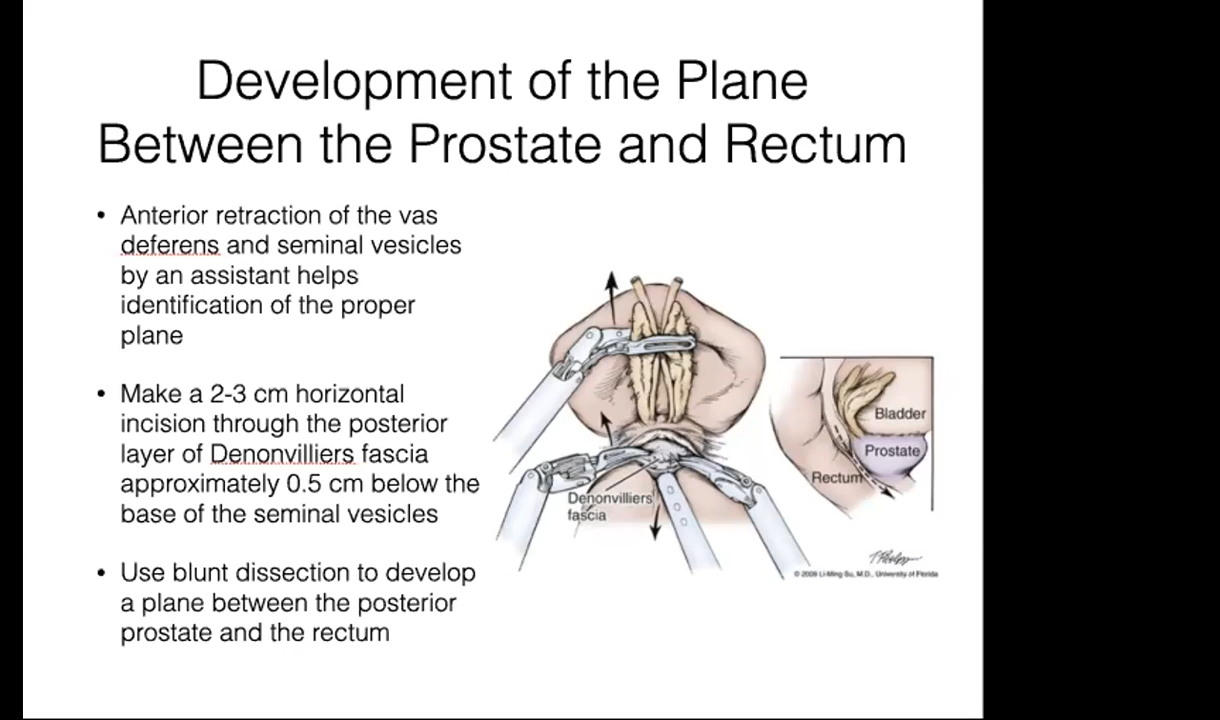 Development of the Plane
Between the Prostate and Rectum
• Anterior retraction of the vas
deferens and seminal vesicles
by an assistant helps
identification of the proper
plane
• Make a 2-3 cm horizontal
incision through the posterior
layer of Denonvilliers fascia
approximately 0.5 cm below the
base of the seminal vesicles
• Use blunt dissection to develop
a plane between the posterior
prostate and the rectum
Denonvilliers
fascia
Bladder
Prostate
Rectum
© 2009 Li-Ming Su, M.D., University of Florida